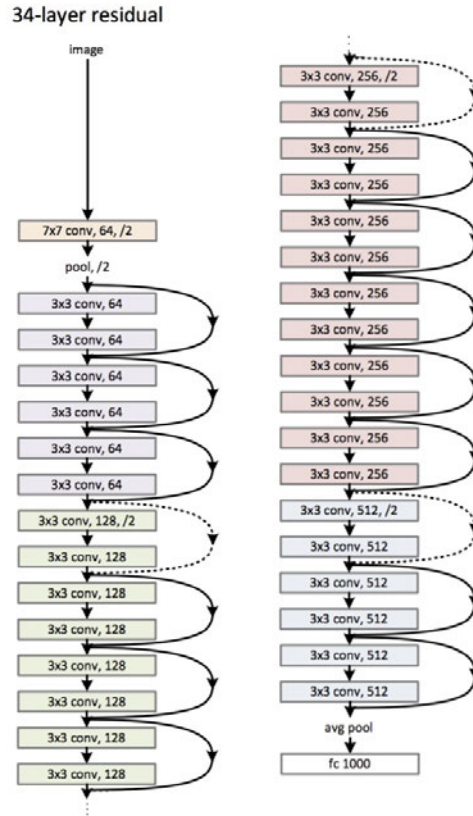 34-layer residual
image
7x7 conv, 64, /2
pool, /2
3x3 conv, 64
3x3 conv, 64
3x3 conv, 64
3x3 conv, 64
3x3 conv, 64
3x3 conv, 64
3x3 conv, 128, /2
3x3 conv, 128
3x3 conv, 128
3x3 conv, 128
3x3 conv, 128
3x3 conv, 128
3x3 conv, 128
3x3 conv, 128
3x3 conv, 256, /2
3x3 conv, 256
3x3 conv, 256
3x3 conv, 256
3x3 conv, 256
3x3 conv, 256
3x3 conv, 256
3x3 conv, 256
3x3 conv, 256
3x3 conv, 256
3x3 conv, 256
3x3 conv, 256
3x3 conv, 512, /2
3x3 conv, 512
3x3 conv, 512
3x3 conv, 512
3x3 conv, 512
3x3 conv, 512
avg pool
fc 1000